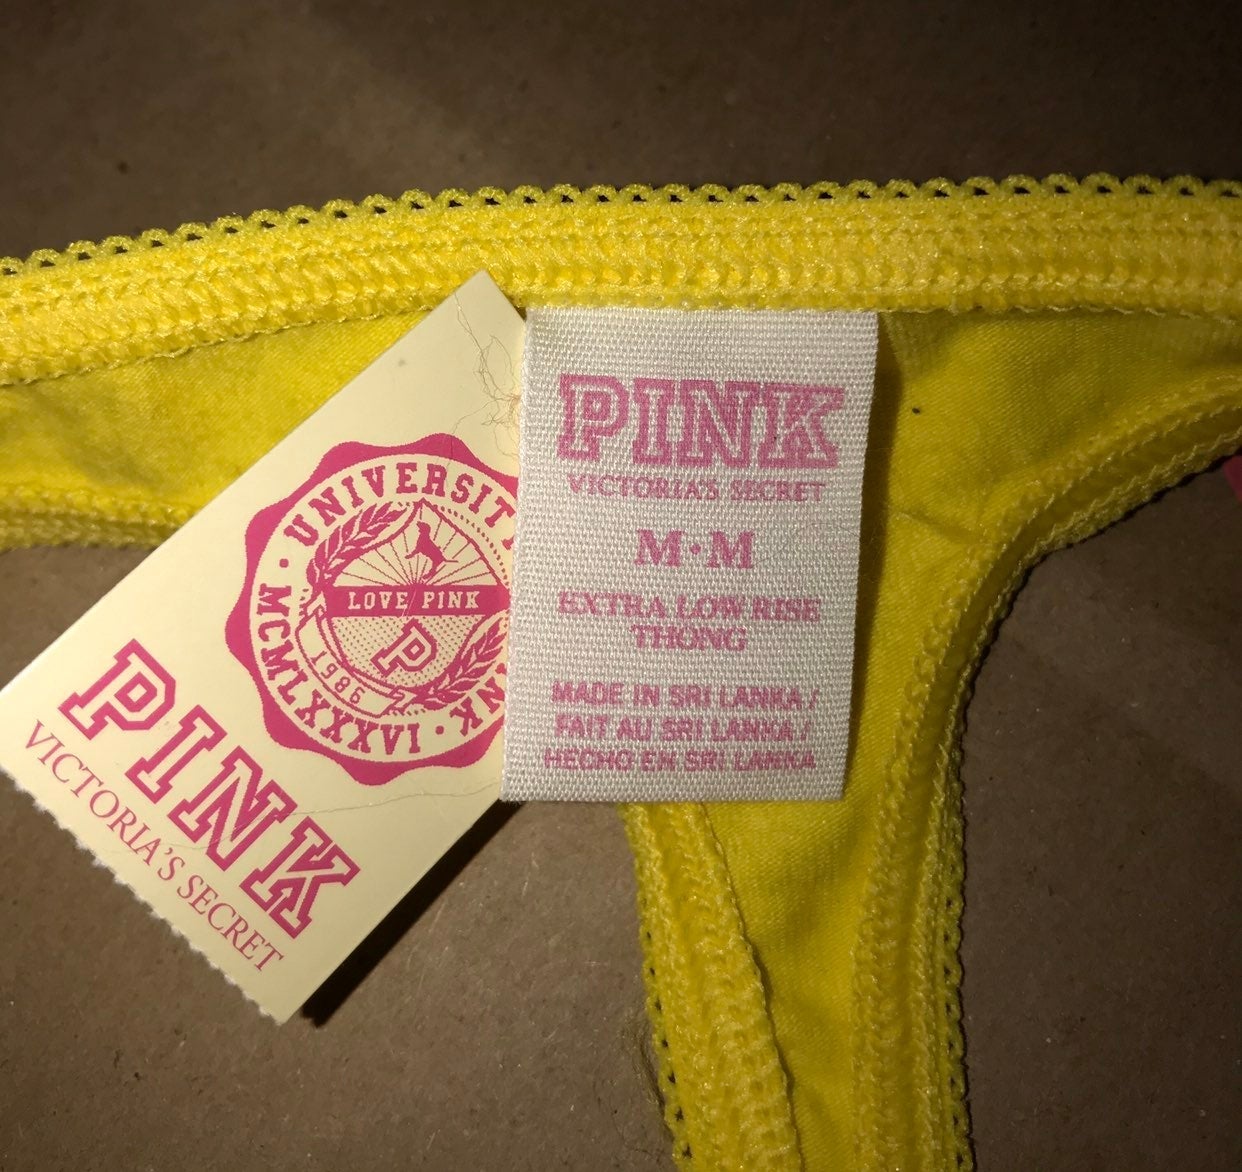 UNIVERSITY
LOVE PINK
P
1986
MCMLXXXVI
PINK
VICTORIA'S SECRET
PINK
VICTORIA'S SECRET
M·M
EXTRA LOW RISE
THONG
MADE IN SRI LANKA /
FAIT AU SRI LANKA /
HECHO EN SRI LANKA